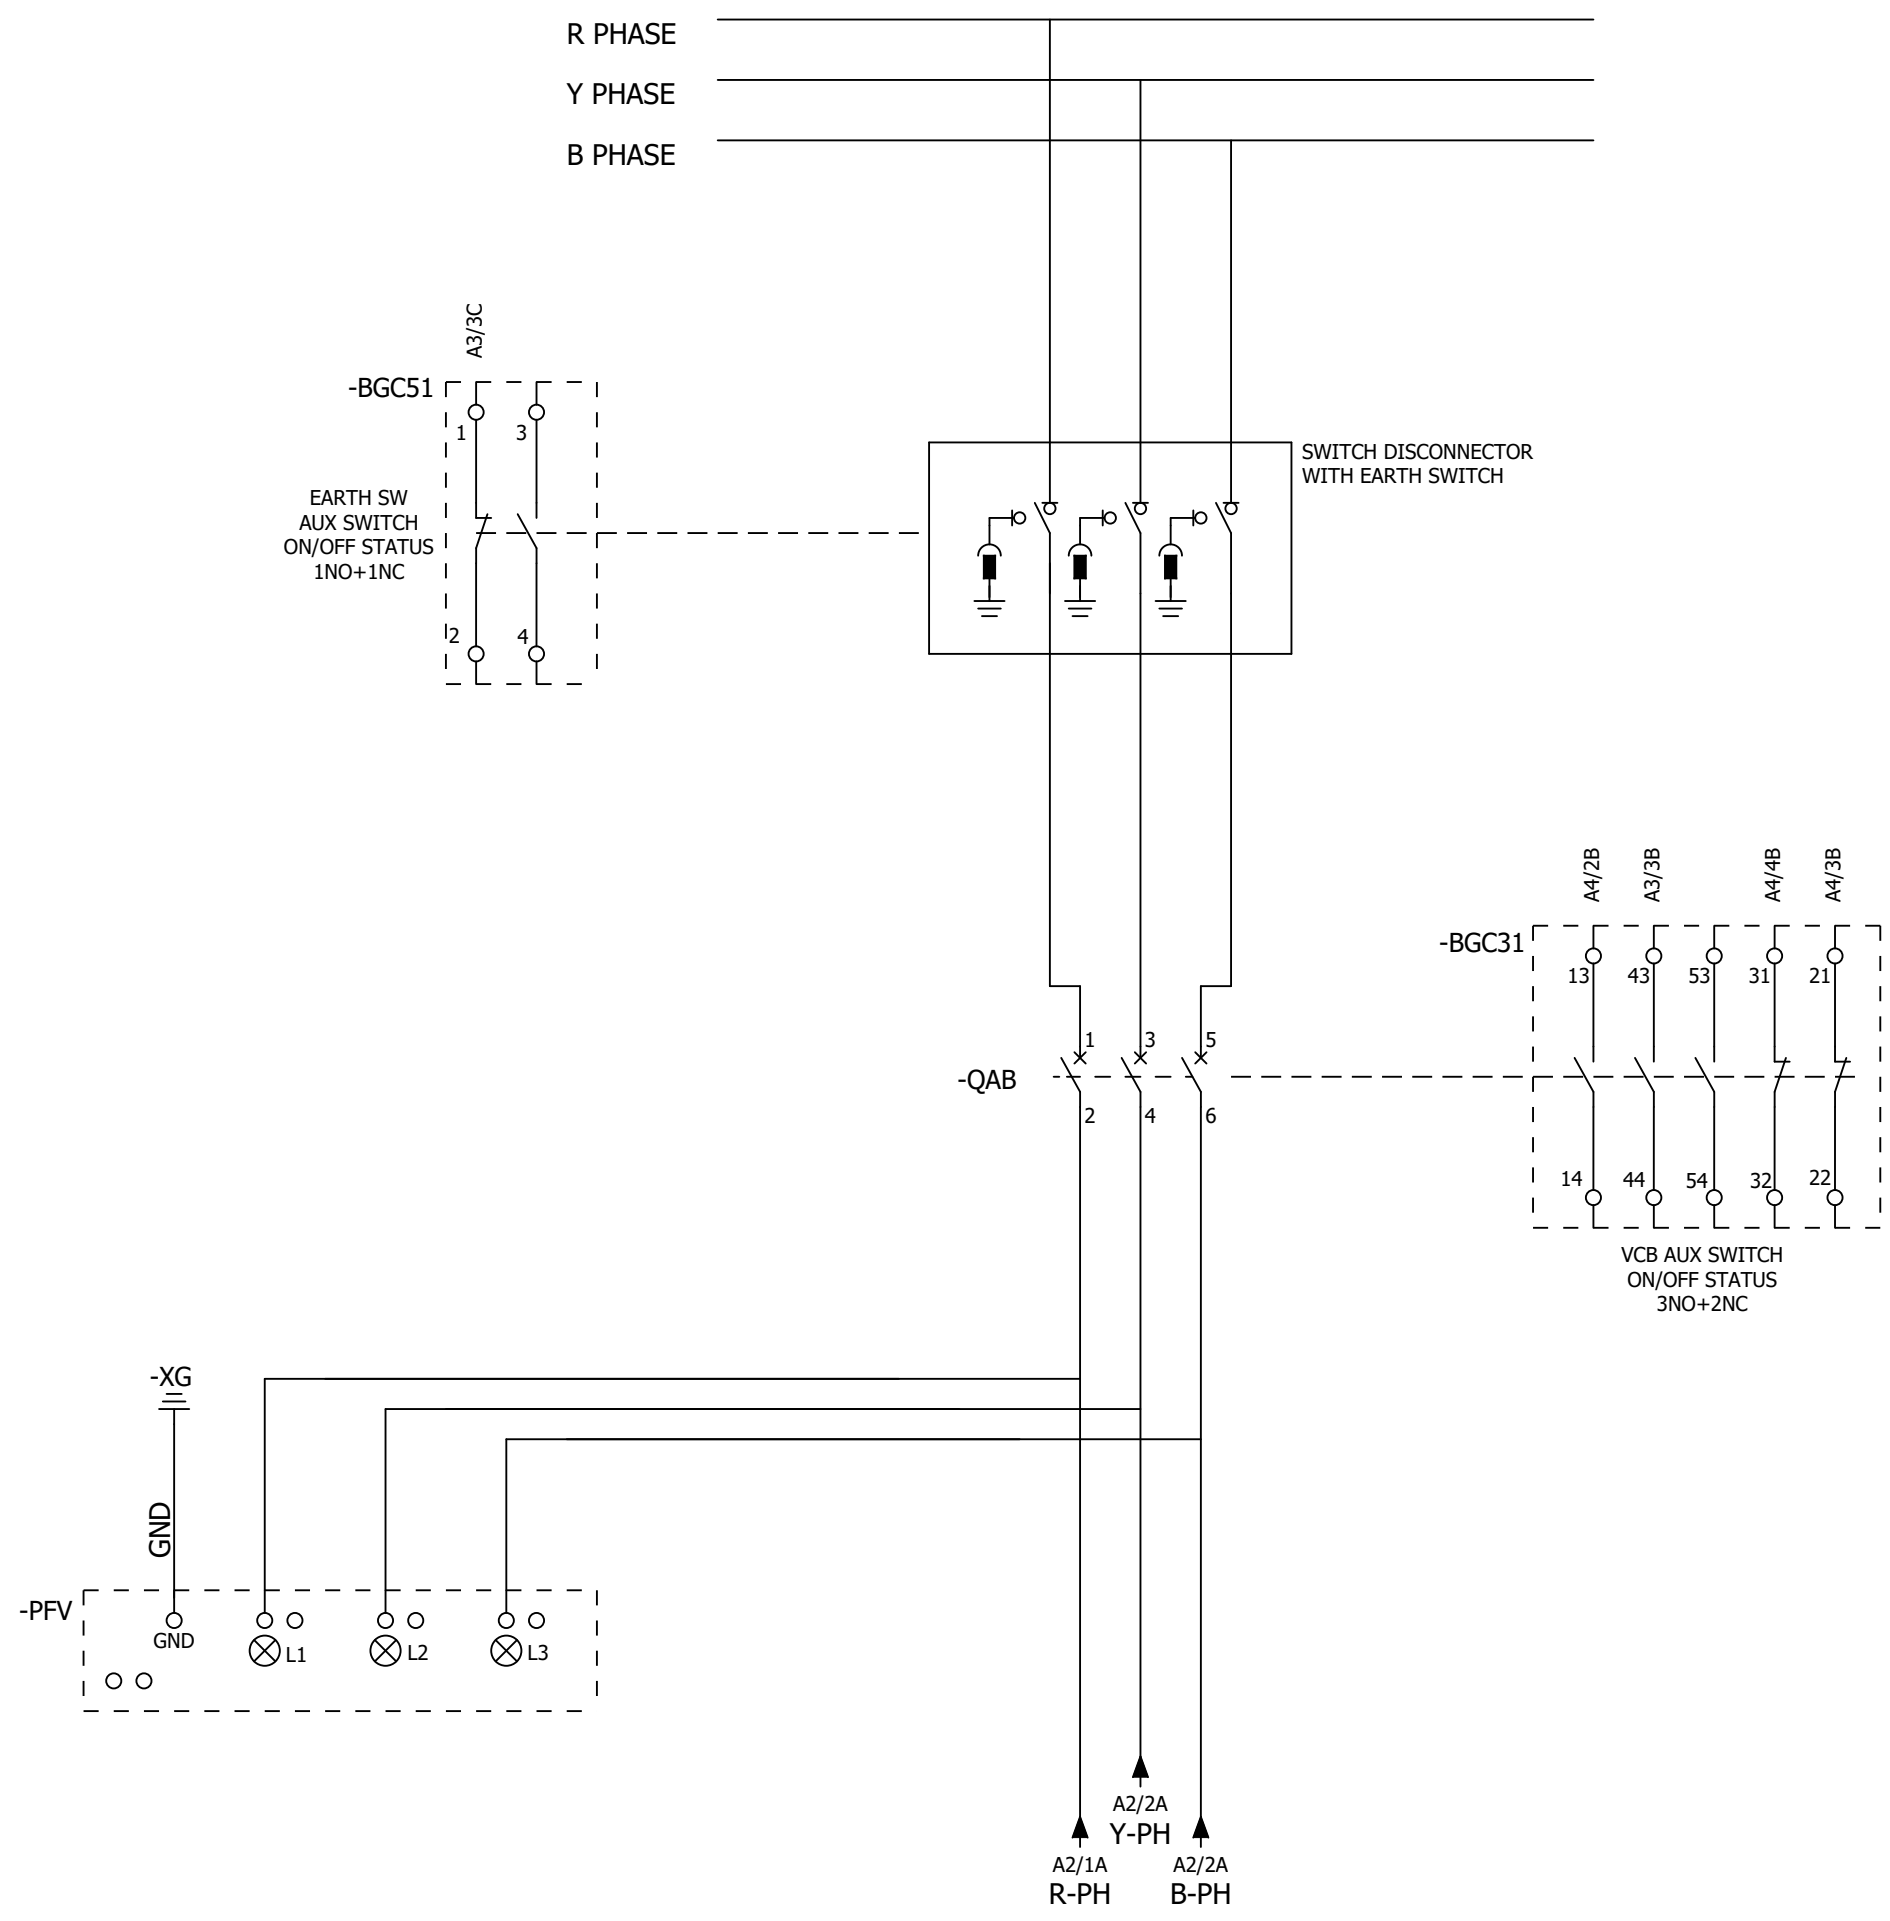 R PHASE
Y PHASE
B PHASE
A3/3C
-BGC51
1
3
EARTH SW
AUX SWITCH
ON/OFF STATUS
1NO+1NC
2
4
SWITCH DISCONNECTOR
WITH EARTH SWITCH
A4/2B
A3/3B
A4/4B
A4/3B
-BGC31
13
43
53
31
21
1
3
5
-QAB
2
4
6
14
44
54
32
22
VCB AUX SWITCH
ON/OFF STATUS
3NO+2NC
-XG
GND
-PFV
GND
L1
L2
L3
A2/2A
Y-PH
A2/1A
R-PH
A2/2A
B-PH